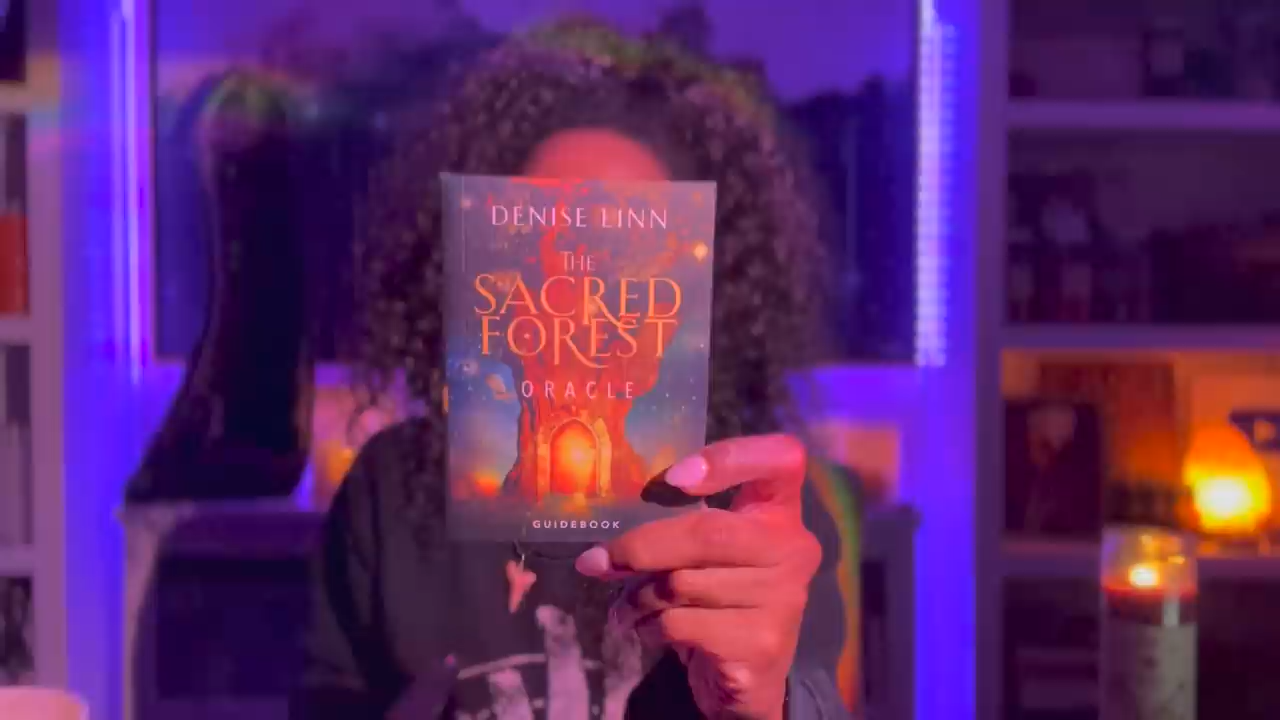 DENISE LINN
THE
SACRED
FOREST
ORACLE
GUIDEBOOK